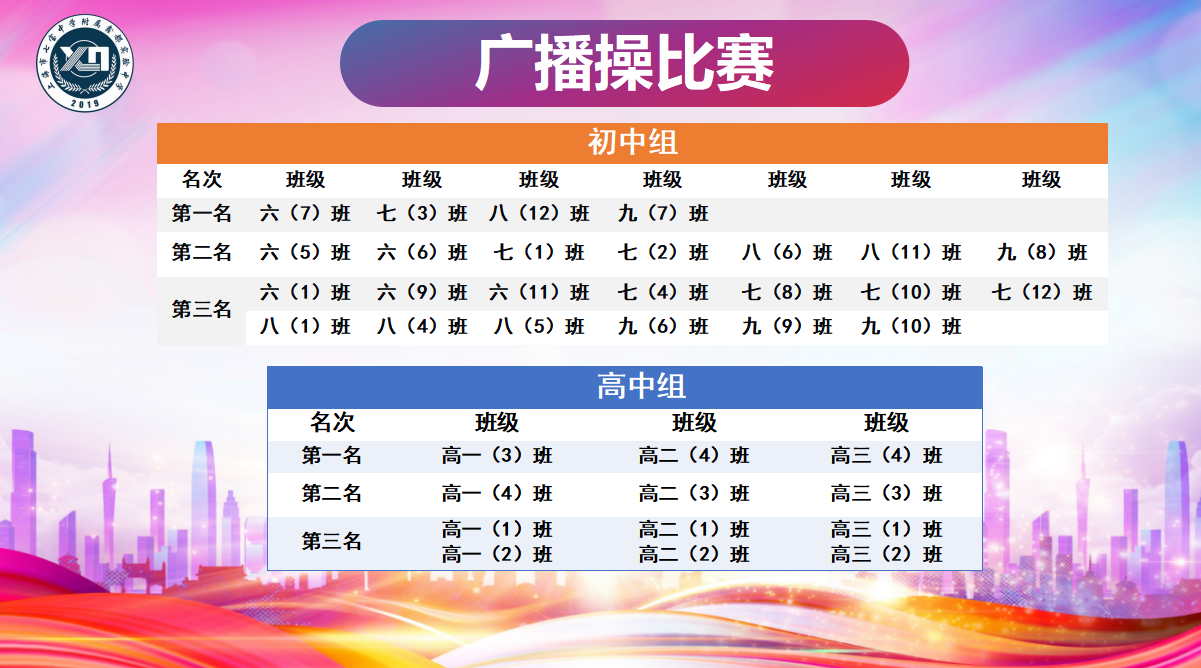 上海市七宝中学附属鑫都实验中学
2019
广播操比赛
初中组
名次 班级 班级 班级 班级 班级 班级 班级
第一名 六（7）班 七（3）班 八（12）班 九（7）班
第二名 六（5）班 六（6）班 七（1）班 七（2）班 八（6）班 八（11）班 九（8）班
第三名 六（1）班 六（9）班 六（11）班 七（4）班 七（8）班 七（10）班 七（12）班
八（1）班 八（4）班 八（5）班 九（6）班 九（9）班 九（10）班
高中组
名次 班级 班级 班级
第一名 高一（3）班 高二（4）班 高三（4）班
第二名 高一（4）班 高二（3）班 高三（3）班
第三名 高一（1）班 高二（1）班 高三（1）班
高一（2）班 高二（2）班 高三（2）班